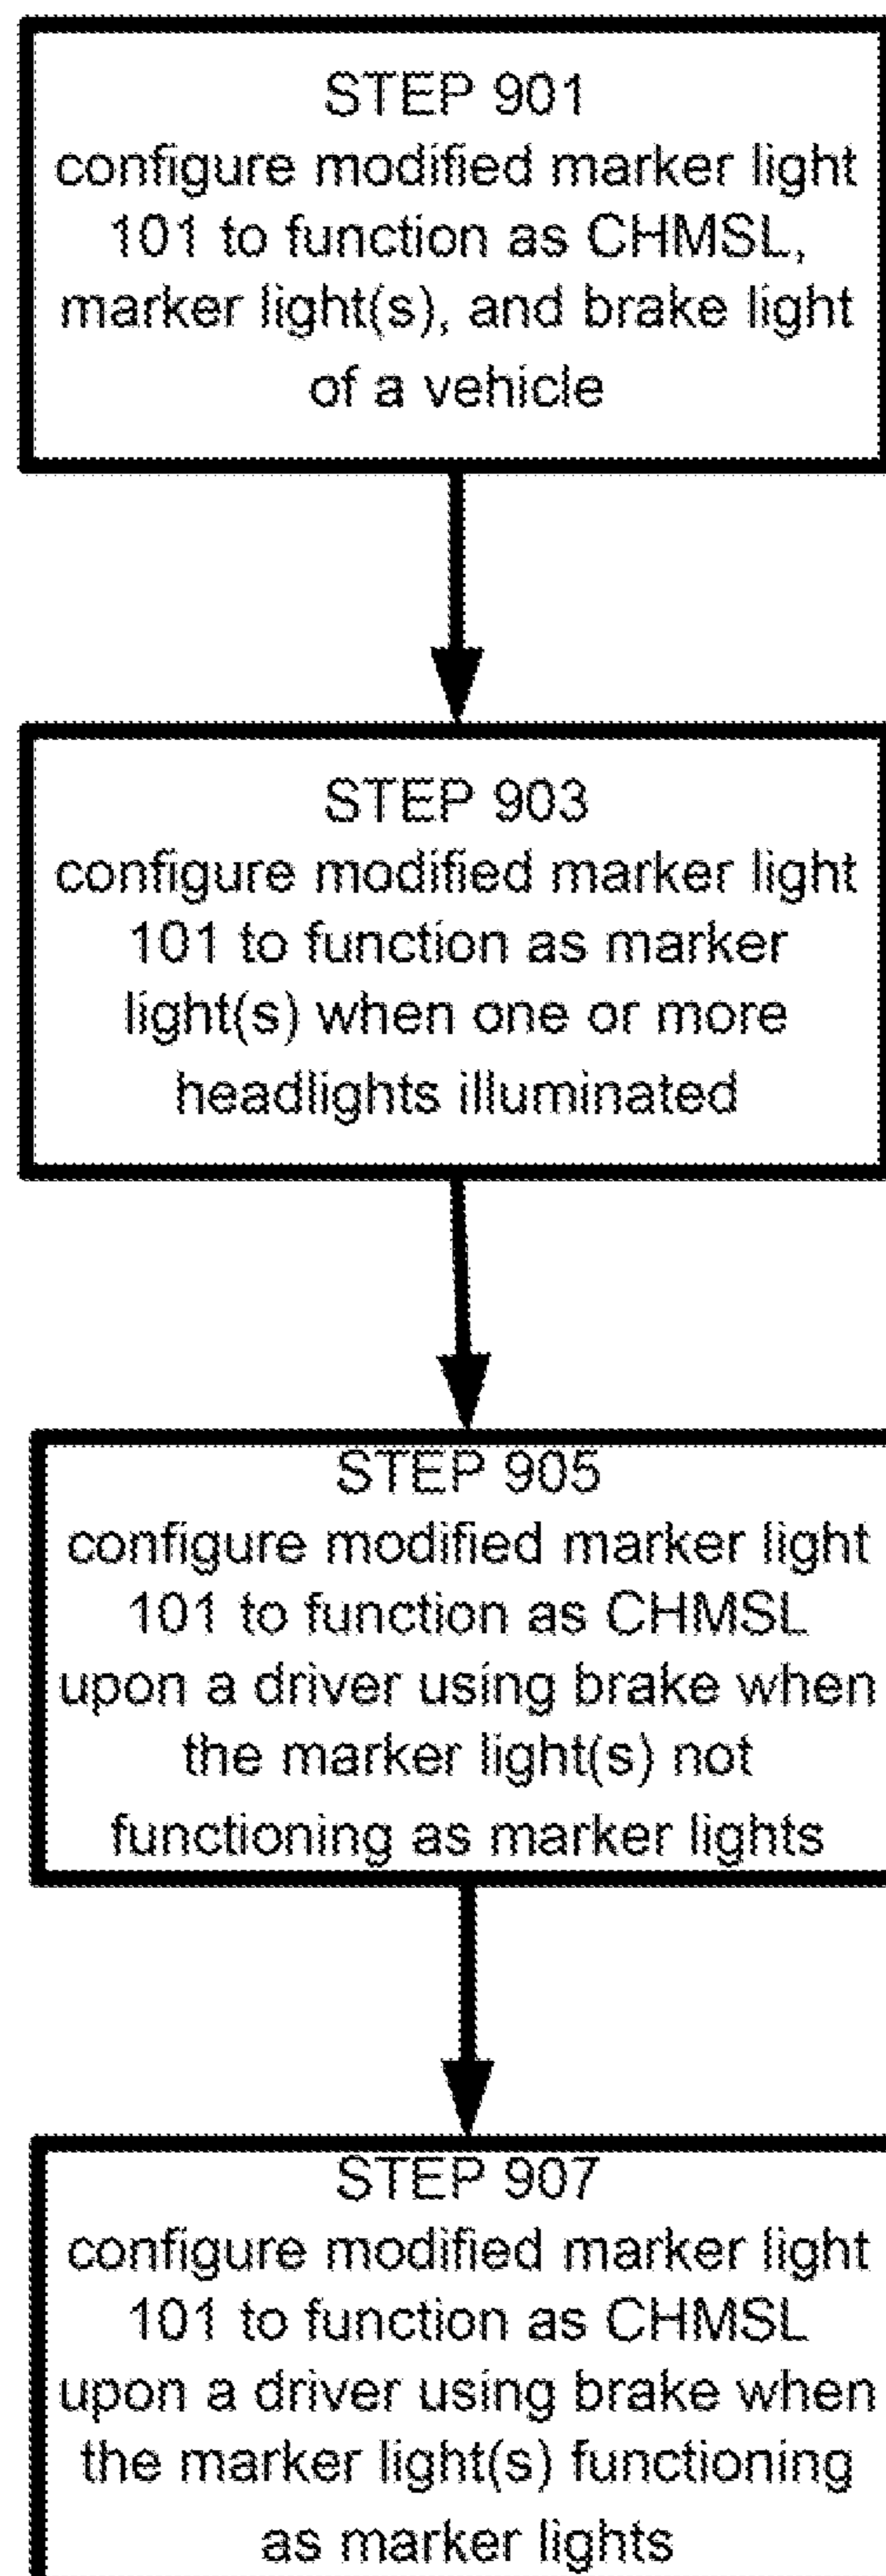 STEP 901
configure modified marker light
101 to function as CHMSL,
marker light(s), and brake light
of a vehicle
STEP 903
configure modified marker light
101 to function as marker
light(s) when one or more
headlights illuminated
STEP 905
configure modified marker light
101 to function as CHMSL
upon a driver using brake when
the marker light(s) not
functioning as marker lights
STEP 907
configure modified marker light
101 to function as CHMSL
upon a driver using brake when
the marker light(s) functioning
as marker lights